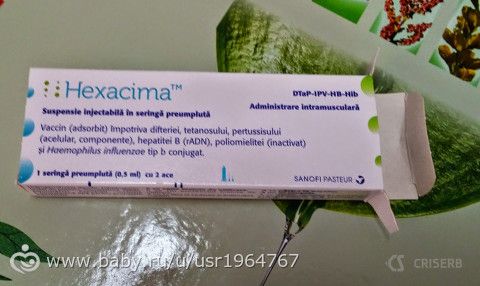 Hexacima™
DTaP-IPV-HB-Hib
Suspensie injectabilă în seringă preumplută
Administrare intramusculară
Vaccin (adsorbit) Impotriva difteriei, tetanosului, pertussisului
(acelular, componente), hepatitei B (rADN), poliomielitei (inactivat)
și Haemophilus influenzae tip b conjugat.
1 seringă preumplută (0,5 ml) cu 2 ace
SANOFI PASTEUR
www.baby.ru/u/usr1964767
CRISERB